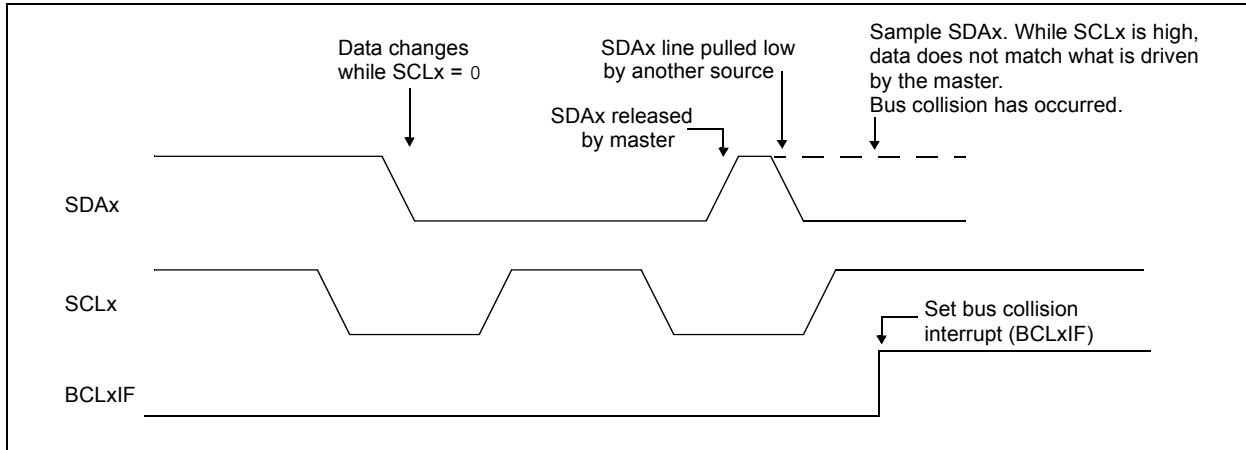 Data changes
while SCLx = 0
SDAx line pulled low
by another source
Sample SDAx. While SCLx is high,
data does not match what is driven
by the master.
Bus collision has occurred.
SDAx released
by master
SDAx
SCLx
Set bus collision
interrupt (BCLxIF)
BCLxIF